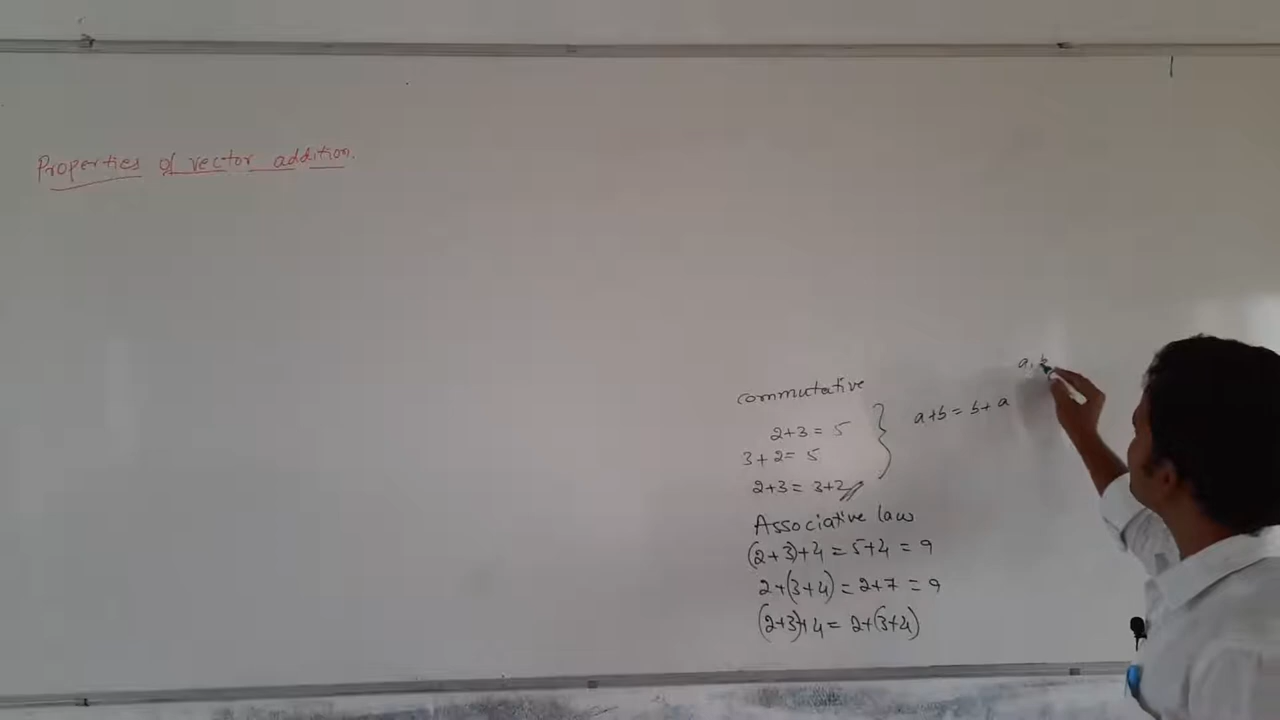 Properties of vector addition.
a, b
commutative
2+3 = 5
3+2= 5
2+3= 3+2
a+b = b+a
Associative law
(2+3)+4 = 5+4 = 9
2+(3+4) = 2+7 = 9
(2+3)+4 = 2+(3+4)